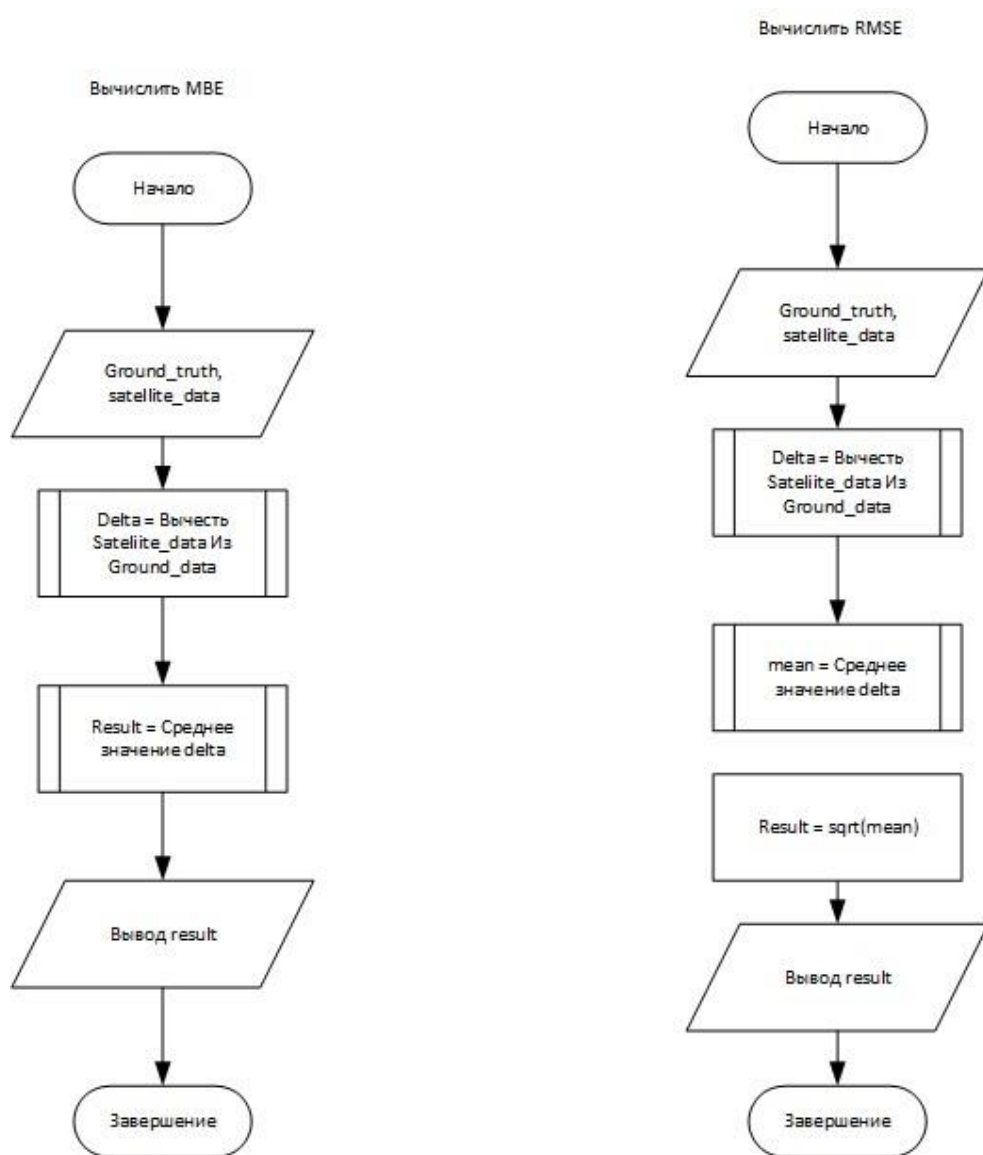 Вычислить MBE
Начало
Ground_truth,
satellite_data
Delta = Вычесть
Sateliite_data Из
Ground_data
Result = Среднее
значение delta
Вывод result
Завершение
Вычислить RMSE
Начало
Ground_truth,
satellite_data
Delta = Вычесть
Sateliite_data Из
Ground_data
mean = Среднее
значение delta
Result = sqrt(mean)
Вывод result
Завершение